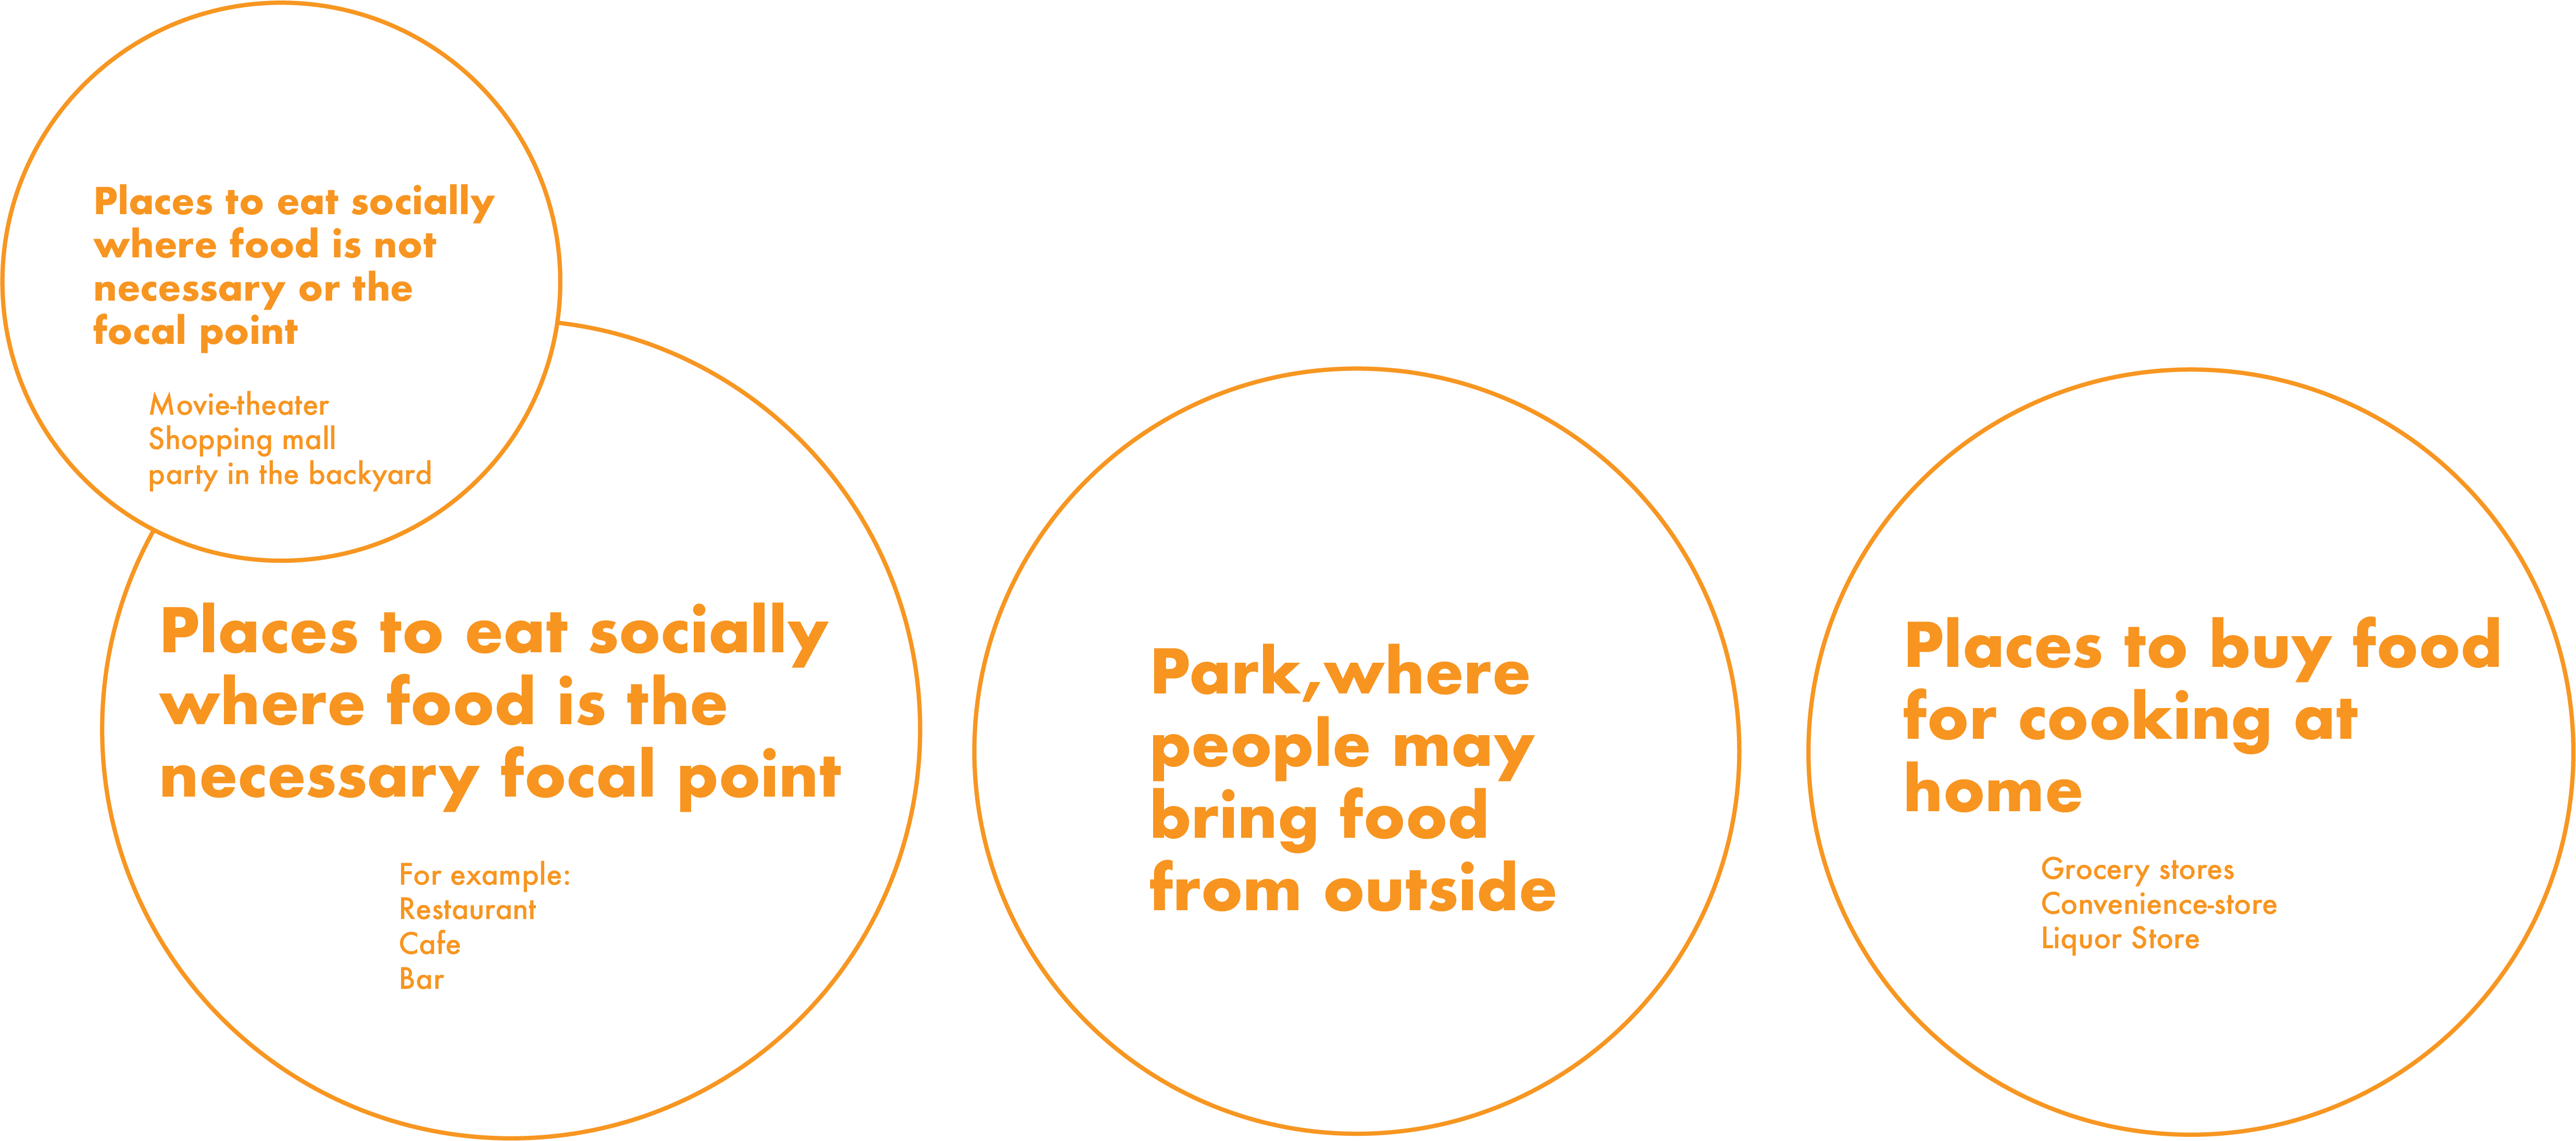 Places to eat socially
where food is not
necessary or the
focal point
Movie-theater
Shopping mall
party in the backyard
Places to eat socially
where food is the
necessary focal point
For example:
Restaurant
Cafe
Bar
Park,where
people may
bring food
from outside
Places to buy food
for cooking at
home
Grocery stores
Convenience-store
Liquor Store